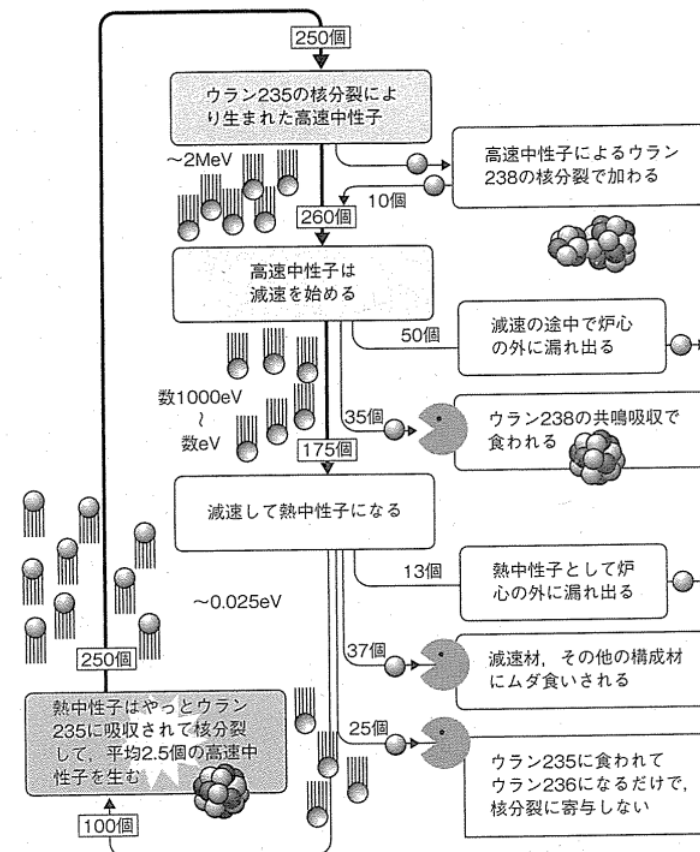 250個
ウラン235の核分裂によ
り生まれた高速中性子
～2MeV
高速中性子によるウラン
238の核分裂で加わる
10個
260個
高速中性子は
減速を始める
50個
減速の途中で炉心
の外に漏れ出る
数1000eV
～
数eV
35個
ウラン238の共鳴吸収で
食われる
175個
減速して熱中性子になる
13個
熱中性子として炉
心の外に漏れ出る
～0.025eV
37個
減速材，その他の構成材
にムダ食いされる
250個
熱中性子はやっとウラン
235に吸収されて核分裂
して，平均2.5個の高速中
性子を生む
25個
ウラン235に食われて
ウラン236になるだけで，
核分裂に寄与しない
100個